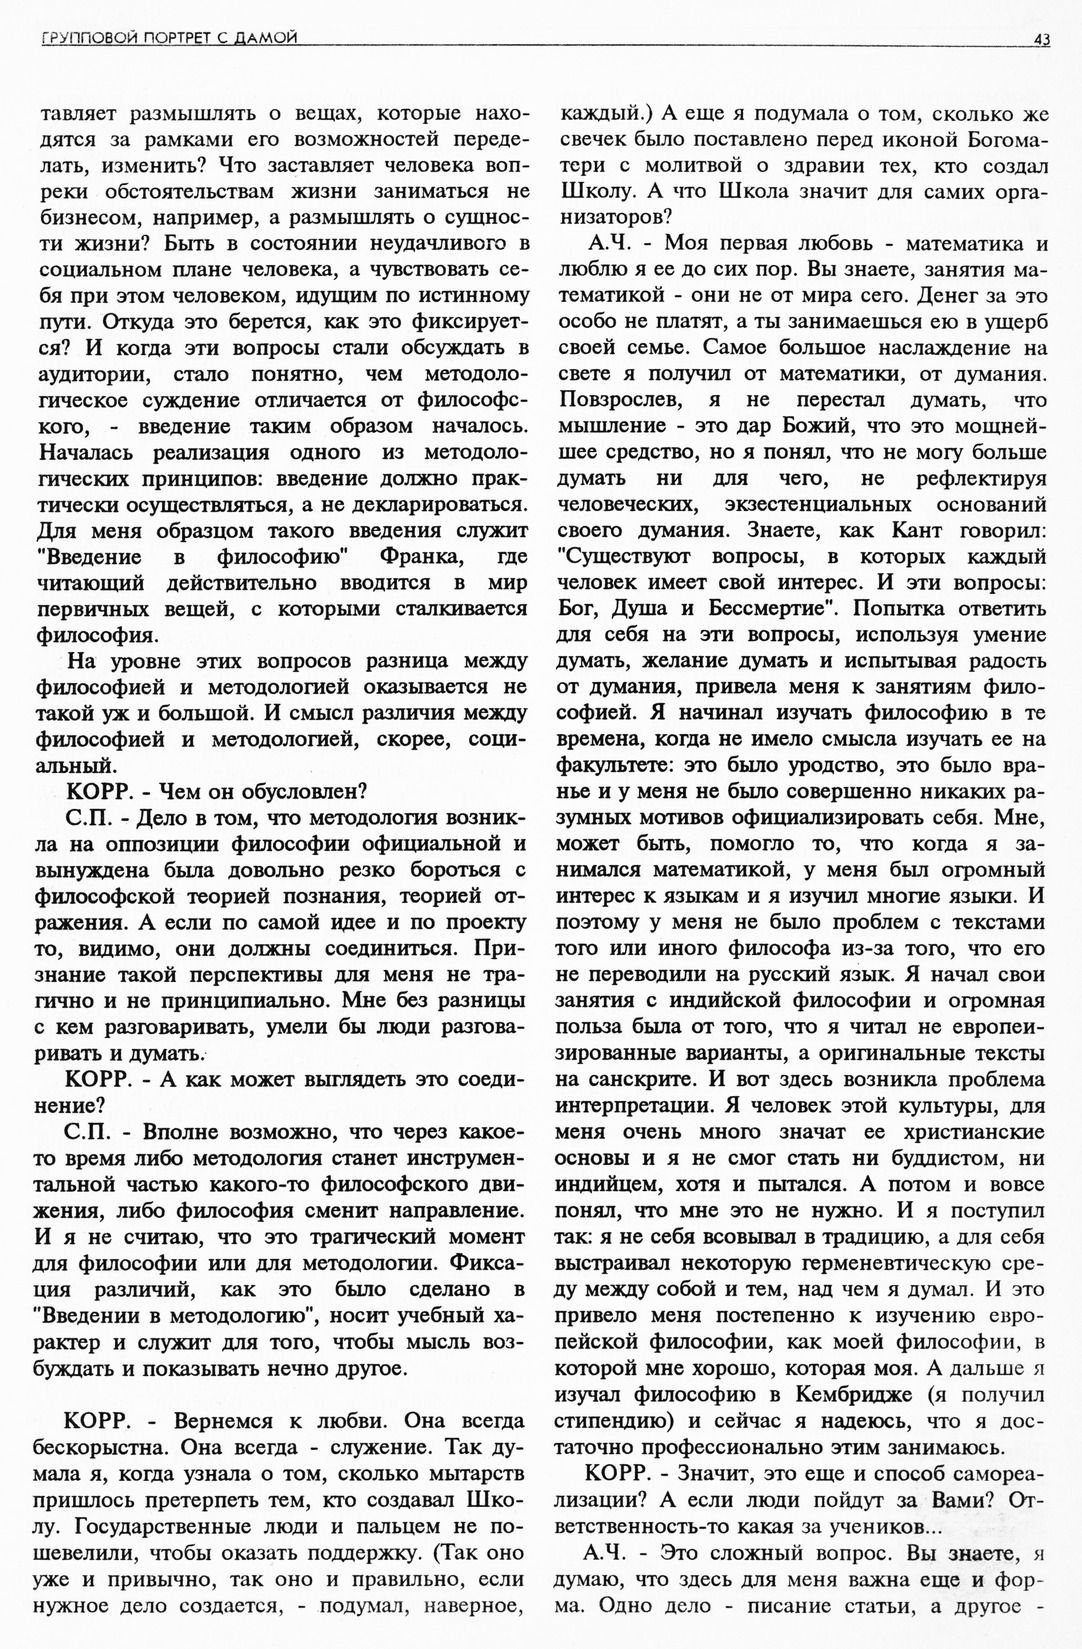 ГРУППОВОЙ ПОРТРЕТ С ДАМОЙ 43
тавляет размышлять о вещах, которые нахо-
дятся за рамками его возможностей переде-
лать, изменить? Что заставляет человека воп-
реки обстоятельствам жизни заниматься не
бизнесом, например, а размышлять о сущнос-
ти жизни? Быть в состоянии неудачливого в
социальном плане человека, а чувствовать се-
бя при этом человеком, идущим по истинному
пути. Откуда это берется, как это фиксирует-
ся? И когда эти вопросы стали обсуждать в
аудитории, стало понятно, чем методоло-
гическое суждение отличается от философс-
кого, - введение таким образом началось.
Началась реализация одного из методоло-
гических принципов: введение должно прак-
тически осуществляться, а не декларироваться.
Для меня образцом такого введения служит
"Введение в философию" Франка, где
читающий действительно вводится в мир
первичных вещей, с которыми сталкивается
философия.
На уровне этих вопросов разница между
философией и методологией оказывается не
такой уж и большой. И смысл различия между
философией и методологией, скорее, соци-
альный.
КОРР. - Чем он обусловлен?
С.П. - Дело в том, что методология возник-
ла на оппозиции философии официальной и
вынуждена была довольно резко бороться с
философской теорией познания, теорией от-
ражения. А если по самой идее и по проекту
то, видимо, они должны соединиться. При-
знание такой перспективы для меня не тра-
гично и не принципиально. Мне без разницы
с кем разговаривать, умели бы люди разгова-
ривать и думать.
КОРР. - А как может выглядеть это соеди-
нение?
С.П. - Вполне возможно, что через какое-
то время либо методология станет инструмен-
тальной частью какого-то философского дви-
жения, либо философия сменит направление.
И я не считаю, что это трагический момент
для философии или для методологии. Фикса-
ция различий, как это было сделано в
"Введении в методологию", носит учебный ха-
рактер и служит для того, чтобы мысль воз-
буждать и показывать нечно другое.
КОРР. - Вернемся к любви. Она всегда
бескорыстна. Она всегда - служение. Так ду-
мала я, когда узнала о том, сколько мытарств
пришлось претерпеть тем, кто создавал Шко-
лу. Государственные люди и пальцем не по-
шевелили, чтобы оказать поддержку. (Так оно
уже и привычно, так оно и правильно, если
нужное дело создается, - подумал, наверное,
каждый.) А еще я подумала о том, сколько же
свечек было поставлено перед иконой Богома-
тери с молитвой о здравии тех, кто создал
Школу. А что Школа значит для самих орга-
низаторов?
А.Ч. - Моя первая любовь - математика и
люблю я ее до сих пор. Вы знаете, занятия ма-
тематикой - они не от мира сего. Денег за это
особо не платят, а ты занимаешься ею в ущерб
своей семье. Самое большое наслаждение на
свете я получил от математики, от думания.
Повзрослев, я не перестал думать, что
мышление - это дар Божий, что это мощней-
шее средство, но я понял, что не могу больше
думать ни для чего, не рефлектируя
человеческих, экзестенциальных оснований
своего думания. Знаете, как Кант говорил:
"Существуют вопросы, в которых каждый
человек имеет свой интерес. И эти вопросы:
Бог, Душа и Бессмертие". Попытка ответить
для себя на эти вопросы, используя умение
думать, желание думать и испытывая радость
от думания, привела меня к занятиям фило-
софией. Я начинал изучать философию в те
времена, когда не имело смысла изучать ее на
факультете: это было уродство, это было вра-
нье и у меня не было совершенно никаких ра-
зумных мотивов официализировать себя. Мне,
может быть, помогло то, что когда я за-
нимался математикой, у меня был огромный
интерес к языкам и я изучил многие языки. И
поэтому у меня не было проблем с текстами
того или иного философа из-за того, что его
не переводили на русский язык. Я начал свои
занятия с индийской философии и огромная
польза была от того, что я читал не европеи-
зированные варианты, а оригинальные тексты
на санскрите. И вот здесь возникла проблема
интерпретации. Я человек этой культуры, для
меня очень много значат ее христианские
основы и я не смог стать ни буддистом, ни
индийцем, хотя и пытался. А потом и вовсе
понял, что мне это не нужно. И я поступил
так: я не себя всовывал в традицию, а для себя
выстраивал некоторую герменевтическую сре-
ду между собой и тем, над чем я думал. И это
привело меня постепенно к изучению евро-
пейской философии, как моей философии, в
которой мне хорошо, которая моя. А дальше я
изучал философию в Кембридже (я получил
стипендию) и сейчас я надеюсь, что я дос-
таточно профессионально этим занимаюсь.
КОРР. - Значит, это еще и способ самореа-
лизации? А если люди пойдут за Вами? От-
ветственность-то какая за учеников...
А.Ч. - Это сложный вопрос. Вы знаете, я
думаю, что здесь для меня важна еще и фор-
ма. Одно дело - писание статьи, а другое -